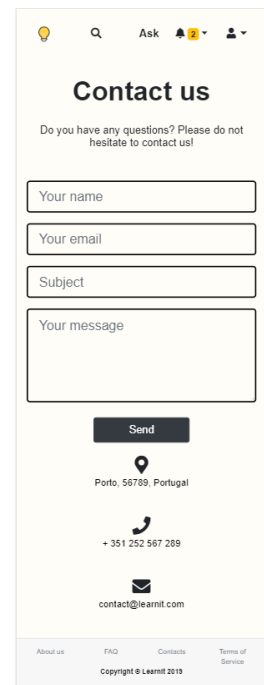 Ask 2
Contact us
Do you have any questions? Please do not
hesitate to contact us!
Your name
Your email
Subject
Your message
Send
Porto, 56789, Portugal
+ 351 252 567 289
contact@learnit.com
About us FAQ Contacts Terms of
Service
Copyright © Learnit 2019